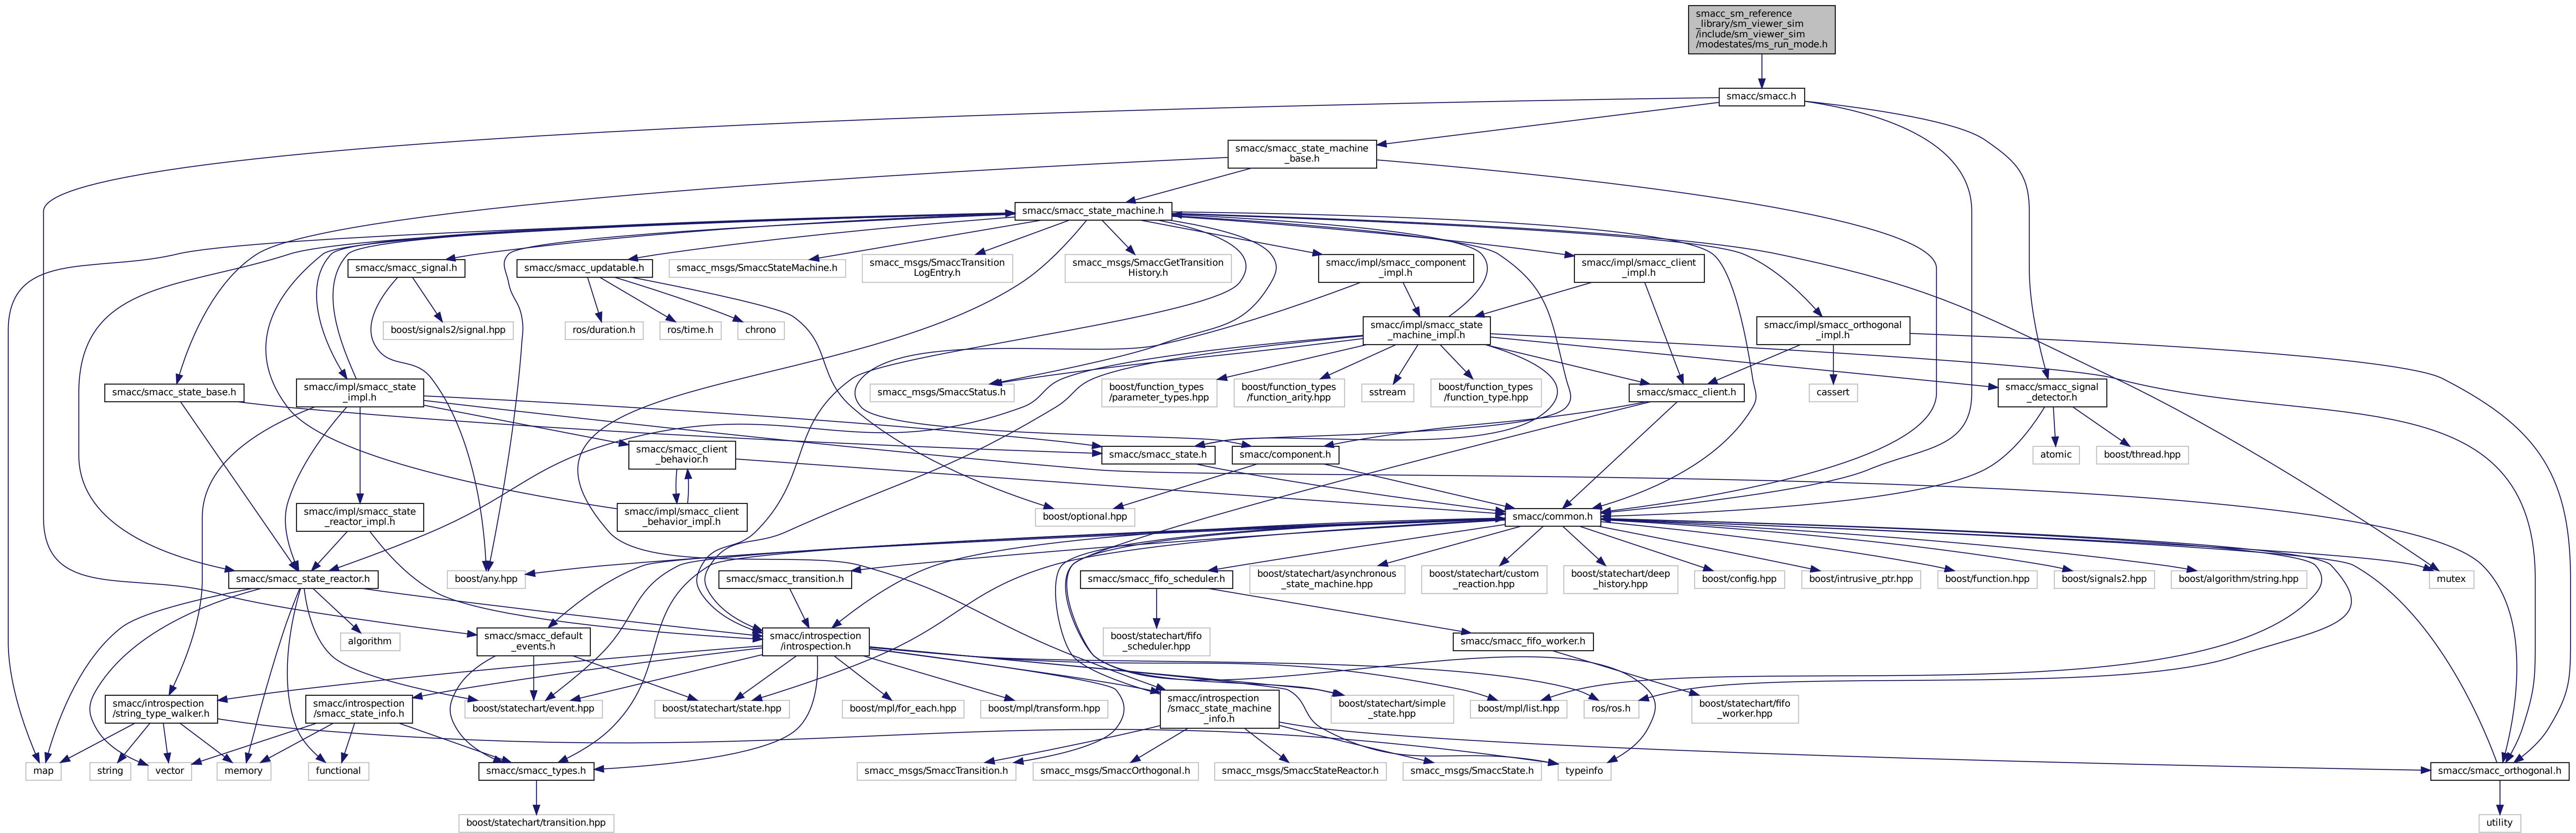 smacc_sm_reference
_library/sm_viewer_sim
/include/sm_viewer_sim
/modestates/ms_run_mode.h
smacc/smacc.h
smacc/smacc_state_machine
_base.h
smacc/smacc_state_machine.h
smacc/smacc_signal.h
smacc/smacc_updatable.h
smacc_msgs/SmaccStateMachine.h
smacc_msgs/SmaccTransition
LogEntry.h
smacc_msgs/SmaccGetTransition
History.h
smacc/impl/smacc_component
_impl.h
smacc/impl/smacc_client
_impl.h
boost/signals2/signal.hpp
ros/duration.h
ros/time.h
chrono
smacc/impl/smacc_state
_machine_impl.h
smacc/impl/smacc_orthogonal
_impl.h
smacc/smacc_state_base.h
smacc/impl/smacc_state
_impl.h
smacc_msgs/SmaccStatus.h
boost/function_types
/parameter_types.hpp
boost/function_types
/function_arity.hpp
sstream
boost/function_types
/function_type.hpp
smacc/smacc_client.h
cassert
smacc/smacc_signal
_detector.h
smacc/smacc_client
_behavior.h
smacc/smacc_state.h
smacc/component.h
atomic
boost/thread.hpp
smacc/impl/smacc_state
_reactor_impl.h
smacc/impl/smacc_client
_behavior_impl.h
boost/optional.hpp
smacc/common.h
smacc/smacc_state_reactor.h
boost/any.hpp
smacc/smacc_transition.h
smacc/smacc_fifo_scheduler.h
boost/statechart/asynchronous
_state_machine.hpp
boost/statechart/custom
_reaction.hpp
boost/statechart/deep
_history.hpp
boost/config.hpp
boost/intrusive_ptr.hpp
boost/function.hpp
boost/signals2.hpp
boost/algorithm/string.hpp
mutex
algorithm
smacc/smacc_default
_events.h
smacc/introspection
/introspection.h
boost/statechart/fifo
_scheduler.hpp
smacc/smacc_fifo_worker.h
smacc/introspection
/string_type_walker.h
smacc/introspection
/smacc_state_info.h
boost/statechart/event.hpp
boost/statechart/state.hpp
boost/mpl/for_each.hpp
boost/mpl/transform.hpp
smacc/introspection
/smacc_state_machine
_info.h
boost/statechart/simple
_state.hpp
boost/mpl/list.hpp
ros/ros.h
boost/statechart/fifo
_worker.hpp
map
string
vector
memory
functional
smacc/smacc_types.h
smacc_msgs/SmaccTransition.h
smacc_msgs/SmaccOrthogonal.h
smacc_msgs/SmaccStateReactor.h
smacc_msgs/SmaccState.h
typeinfo
smacc/smacc_orthogonal.h
boost/statechart/transition.hpp
utility